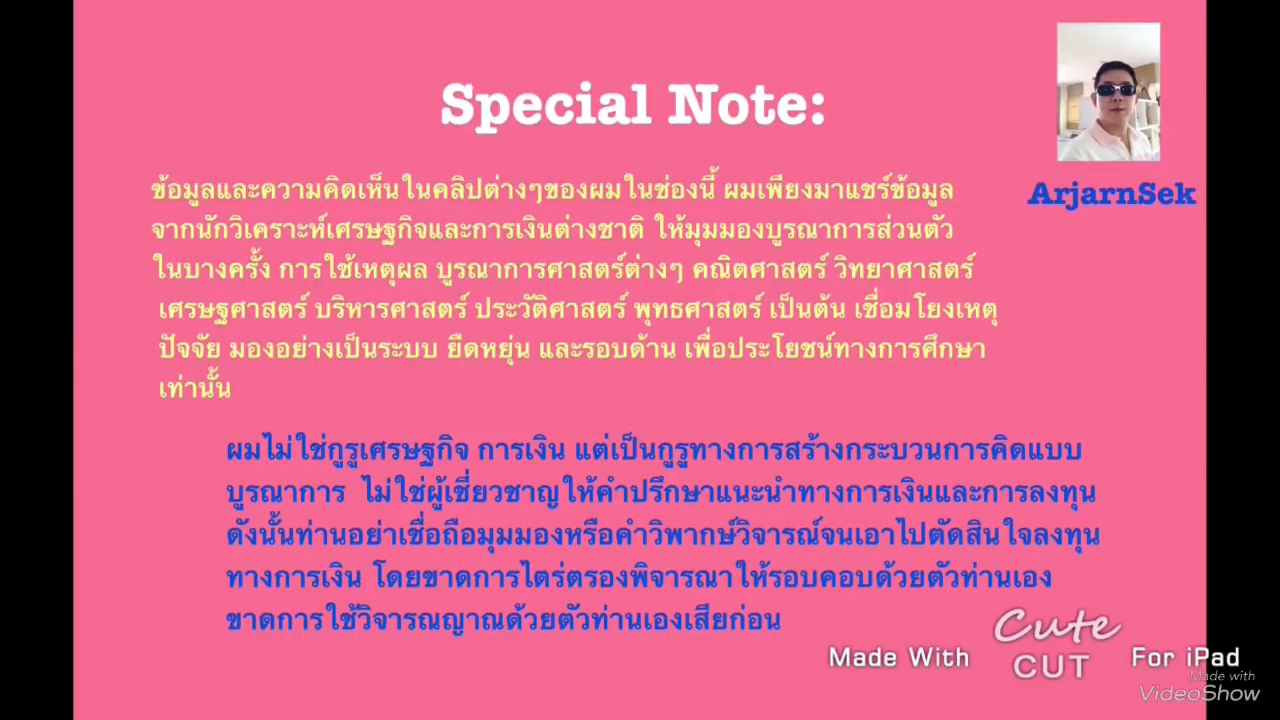 Special Note:
ArjarnSek
ข้อมูลและความคิดเห็นในคลิปต่างๆของผมในช่องนี้ ผมเพียงมาแชร์ข้อมูล
จากนักวิเคราะห์เศรษฐกิจและการเงินต่างชาติ ให้มุมมองบูรณาการส่วนตัว
ในบางครั้ง การใช้เหตุผล บูรณาการศาสตร์ต่างๆ คณิตศาสตร์ วิทยาศาสตร์
เศรษฐศาสตร์ บริหารศาสตร์ ประวัติศาสตร์ พุทธศาสตร์ เป็นต้น เชื่อมโยงเหตุ
ปัจจัย มองอย่างเป็นระบบ ยืดหยุ่น และรอบด้าน เพื่อประโยชน์ทางการศึกษา
เท่านั้น
ผมไม่ใช่กูรูเศรษฐกิจ การเงิน แต่เป็นกูรูทางการสร้างกระบวนการคิดแบบ
บูรณาการ ไม่ใช่ผู้เชี่ยวชาญให้คำปรึกษาแนะนำทางการเงินและการลงทุน
ดังนั้นท่านอย่าเชื่อถือมุมมองหรือคำวิพากษ์วิจารณ์จนเอาไปตัดสินใจลงทุน
ทางการเงิน โดยขาดการไตร่ตรองพิจารณาให้รอบคอบด้วยตัวท่านเอง
ขาดการใช้วิจารณญาณด้วยตัวท่านเองเสียก่อน
Made With Cute CUT For iPad
Made with
VideoShow